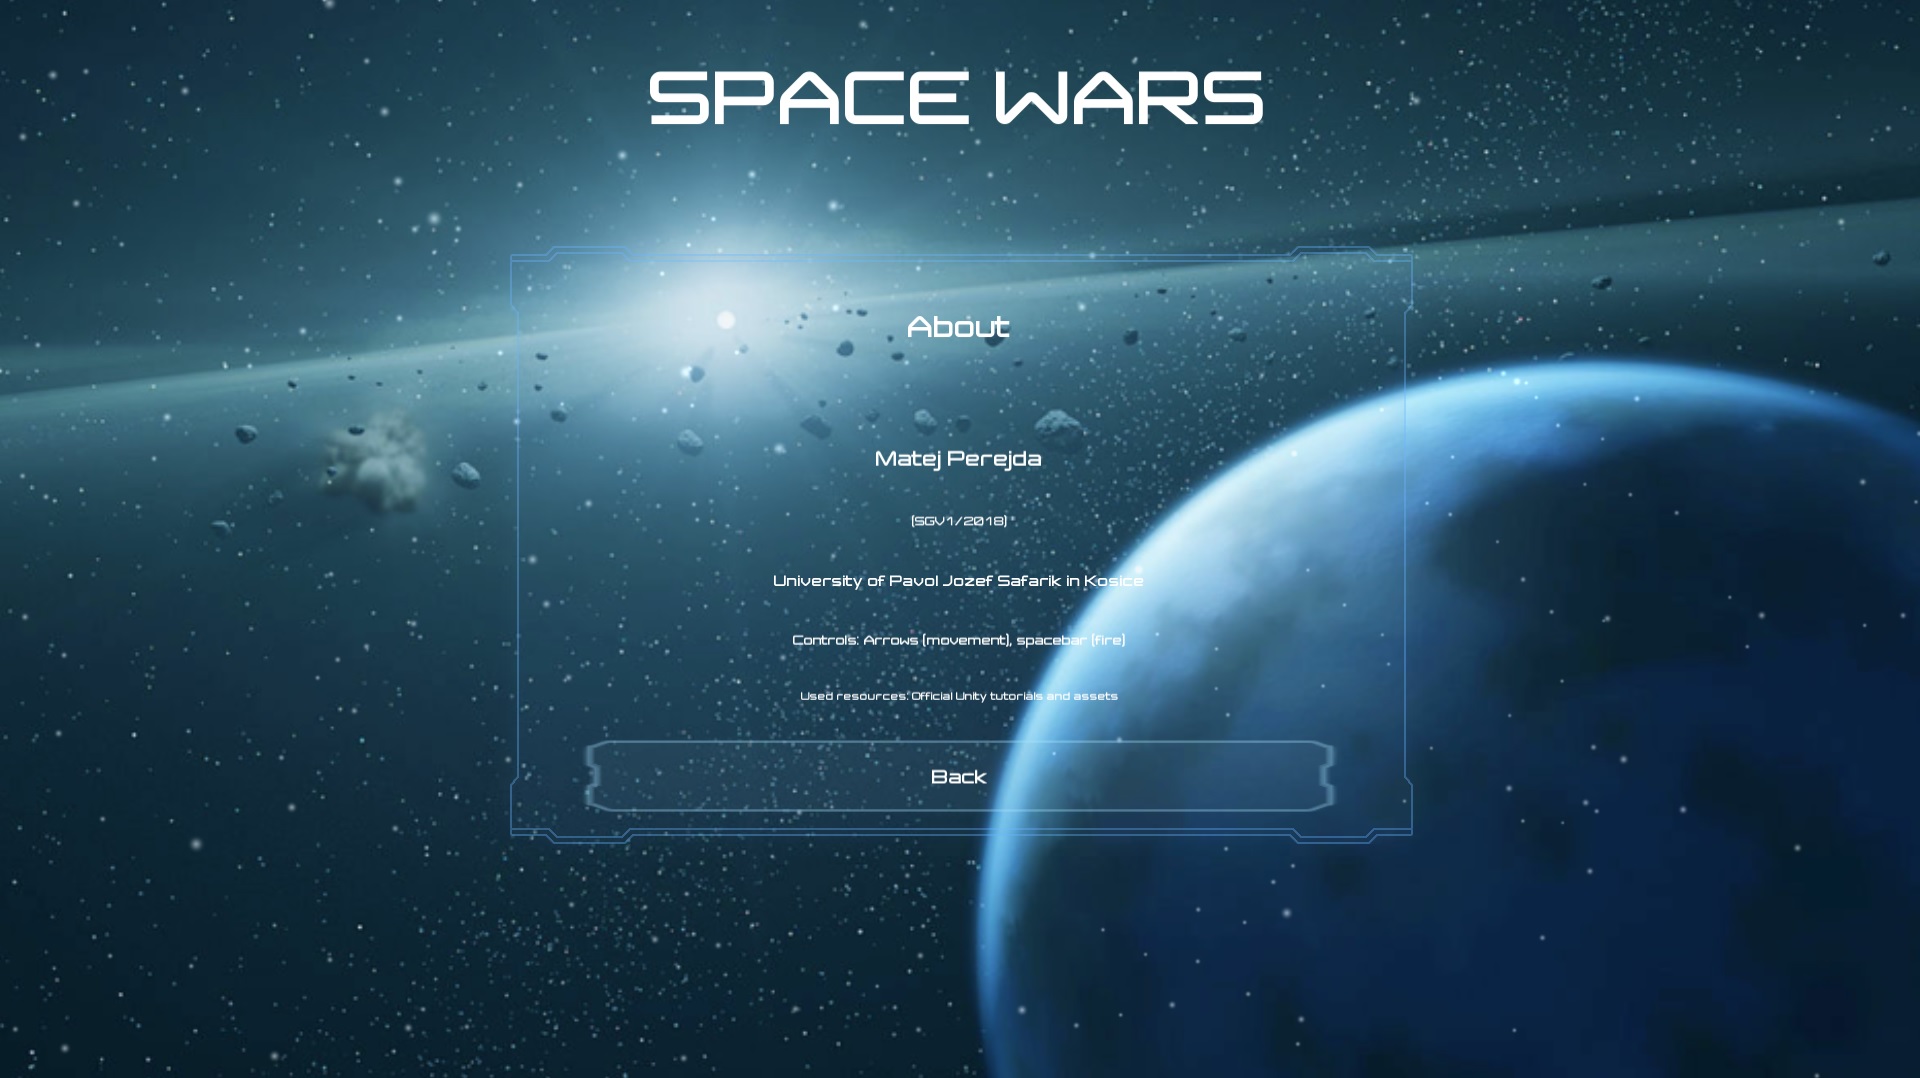 SPACE WARS
About
Matej Perejda
(SGV1/2018)
University of Pavol Jozef Safarik in Kosice
Controls: Arrows (movement), spacebar (fire)
Used resources: Official Unity tutorials and assets
Back